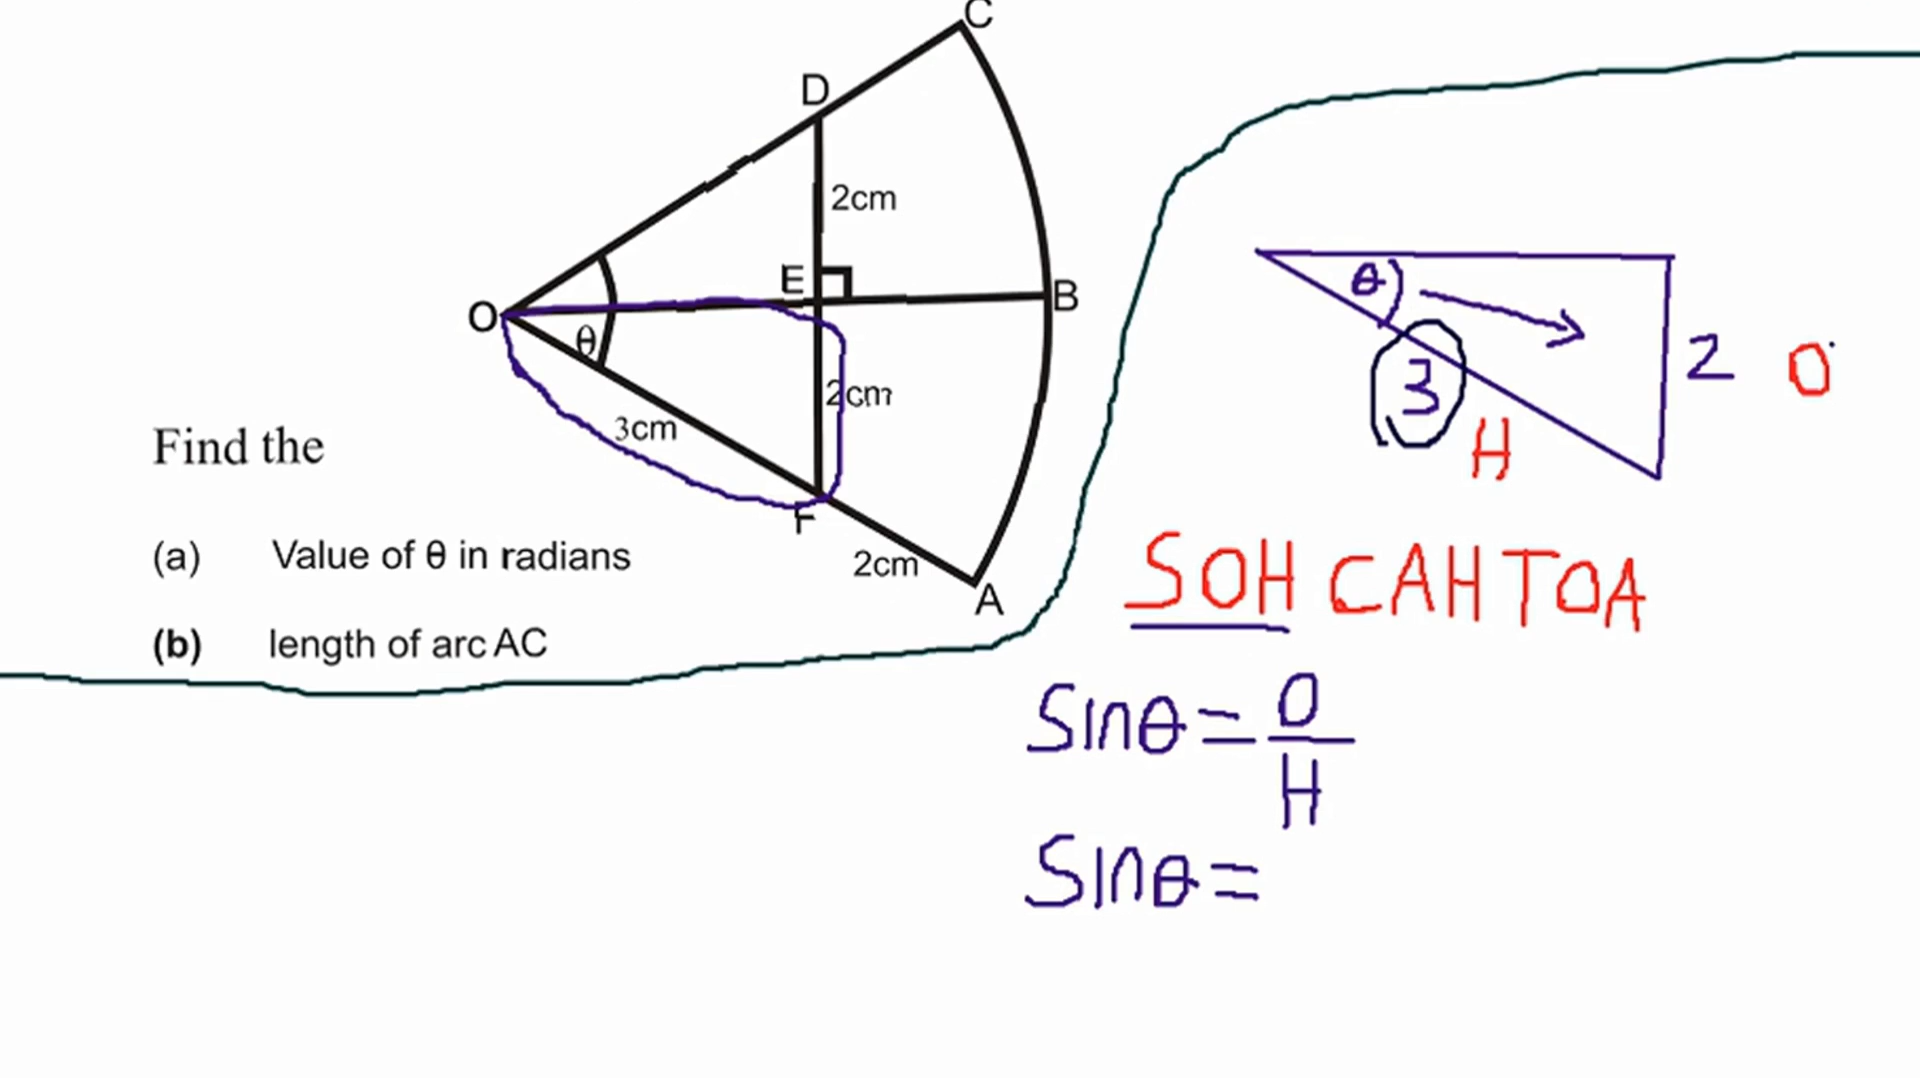 C
D
2cm
E
B
O
θ
2cm
3cm
F
2cm
A
Find the
(a) Value of θ in radians
(b) length of arc AC
θ
3
2 O
H
SOH CAH TOA
Sinθ = O/H
Sinθ =